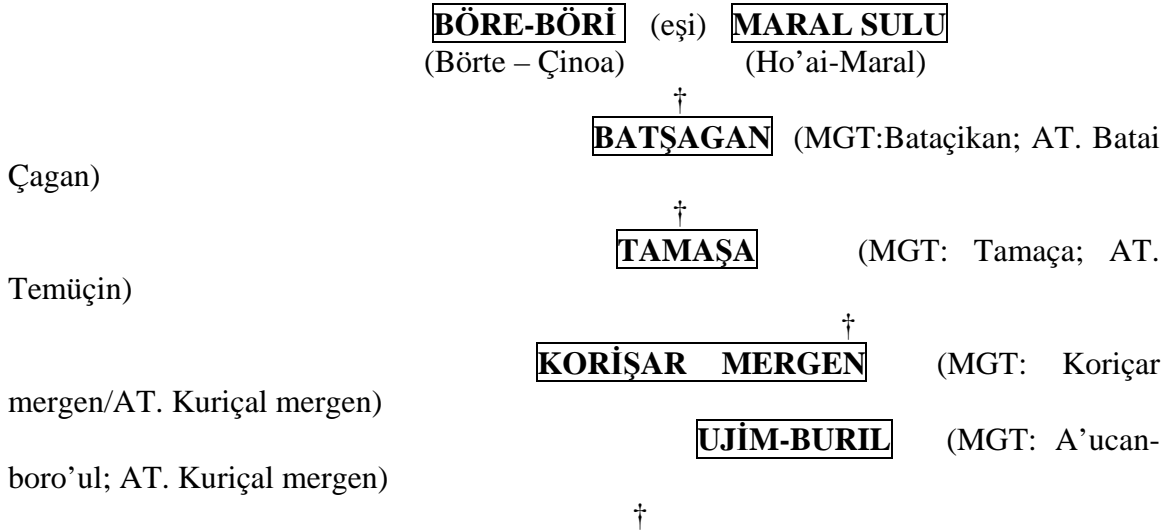 BÖRE-BÖRİ (eşi) MARAL SULU
(Börte – Çinoa) (Ho’ai-Maral)
†
BATŞAGAN (MGT:Bataçikan; AT. Batai
Çagan)
†
TAMAŞA (MGT: Tamaça; AT.
Temüçin)
†
KORİŞAR MERGEN (MGT: Koriçar
mergen/AT. Kuriçal mergen)
UJİM-BURIL (MGT: A’ucan-
boro’ul; AT. Kuriçal mergen)
†